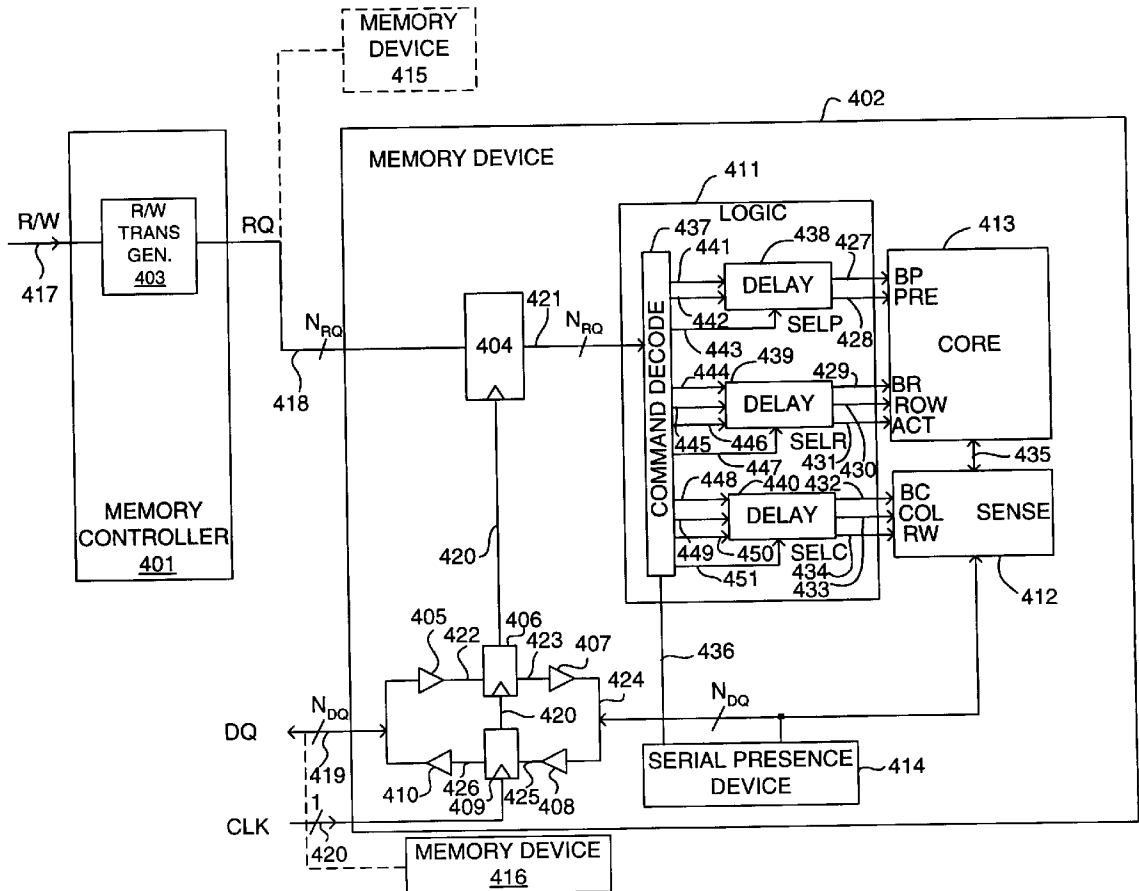 MEMORY
DEVICE
415
402
MEMORY DEVICE
411
LOGIC
R/W
R/W
TRANS
GEN.
403
RQ
417
437
438
427
413
441
DELAY
BP
PRE
442
SELP
428
443
421
N_RQ
N_RQ
404
418
COMMAND DECODE
CORE
439
444
429
DELAY
BR
ROW
ACT
445
446
SELR
431
430
447
435
448
440
432
DELAY
BC
COL
RW
SENSE
449
450
SELC
434
433
451
412
MEMORY
CONTROLLER
401
420
405
422
406
423
407
436
424
N_DQ
420
N_DQ
DQ
419
410
426
409
425
408
SERIAL PRESENCE
DEVICE
414
1
CLK
420
MEMORY DEVICE
416